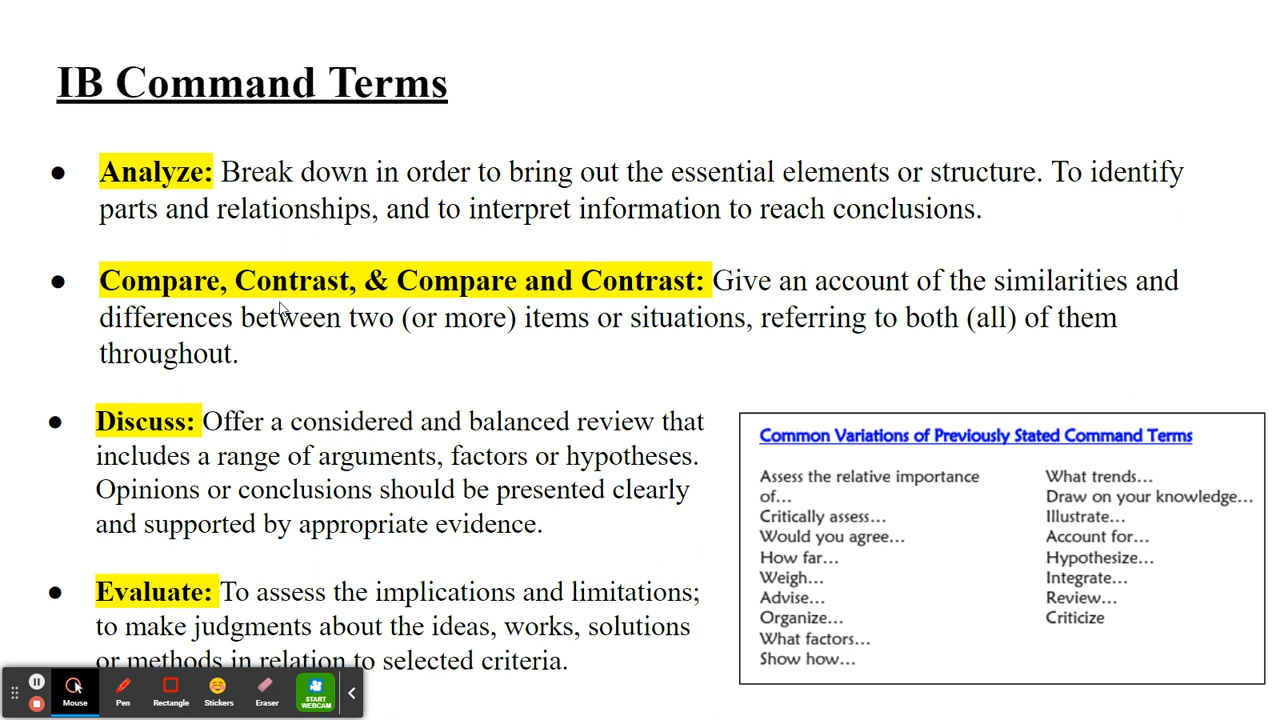 IB Command Terms
● Analyze: Break down in order to bring out the essential elements or structure. To identify
parts and relationships, and to interpret information to reach conclusions.
● Compare, Contrast, & Compare and Contrast: Give an account of the similarities and
differences between two (or more) items or situations, referring to both (all) of them
throughout.
● Discuss: Offer a considered and balanced review that
includes a range of arguments, factors or hypotheses.
Opinions or conclusions should be presented clearly
and supported by appropriate evidence.
● Evaluate: To assess the implications and limitations;
to make judgments about the ideas, works, solutions
or methods in relation to selected criteria.
Common Variations of Previously Stated Command Terms
Assess the relative importance
of...
Critically assess...
Would you agree...
How far...
Weigh...
Advise...
Organize...
What factors...
Show how...
What trends...
Draw on your knowledge...
Illustrate...
Account for...
Hypothesize...
Integrate...
Review...
Criticize
Mouse
Pen
Rectangle
Stickers
Eraser
START
WEBCAM